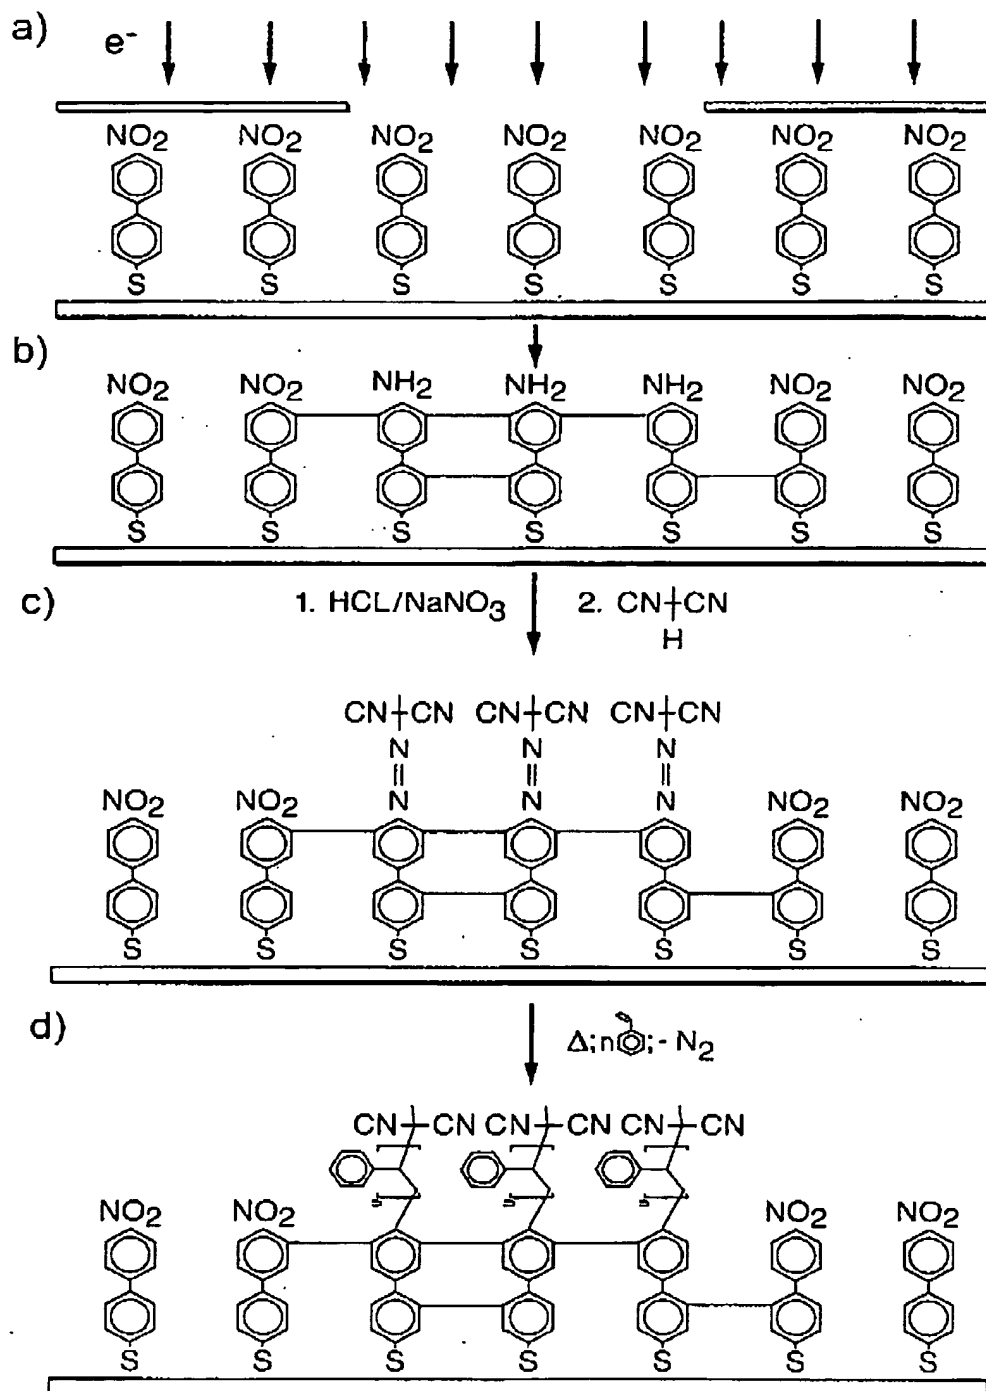 a)
e-
NO2 NO2 NO2 NO2 NO2 NO2 NO2
S S S S S S S
b)
NO2 NO2 NH2 NH2 NH2 NO2 NO2
S S S S S S S
c)
1. HCL/NaNO3 2. CN CN
H
CN CN CN CN CN CN
N N N
NO2 NO2 N N N NO2 NO2
S S S S S S S
d)
Δ; n ; - N2
CN CN CN CN CN CN
n n n
NO2 NO2 NO2 NO2
S S S S S S S